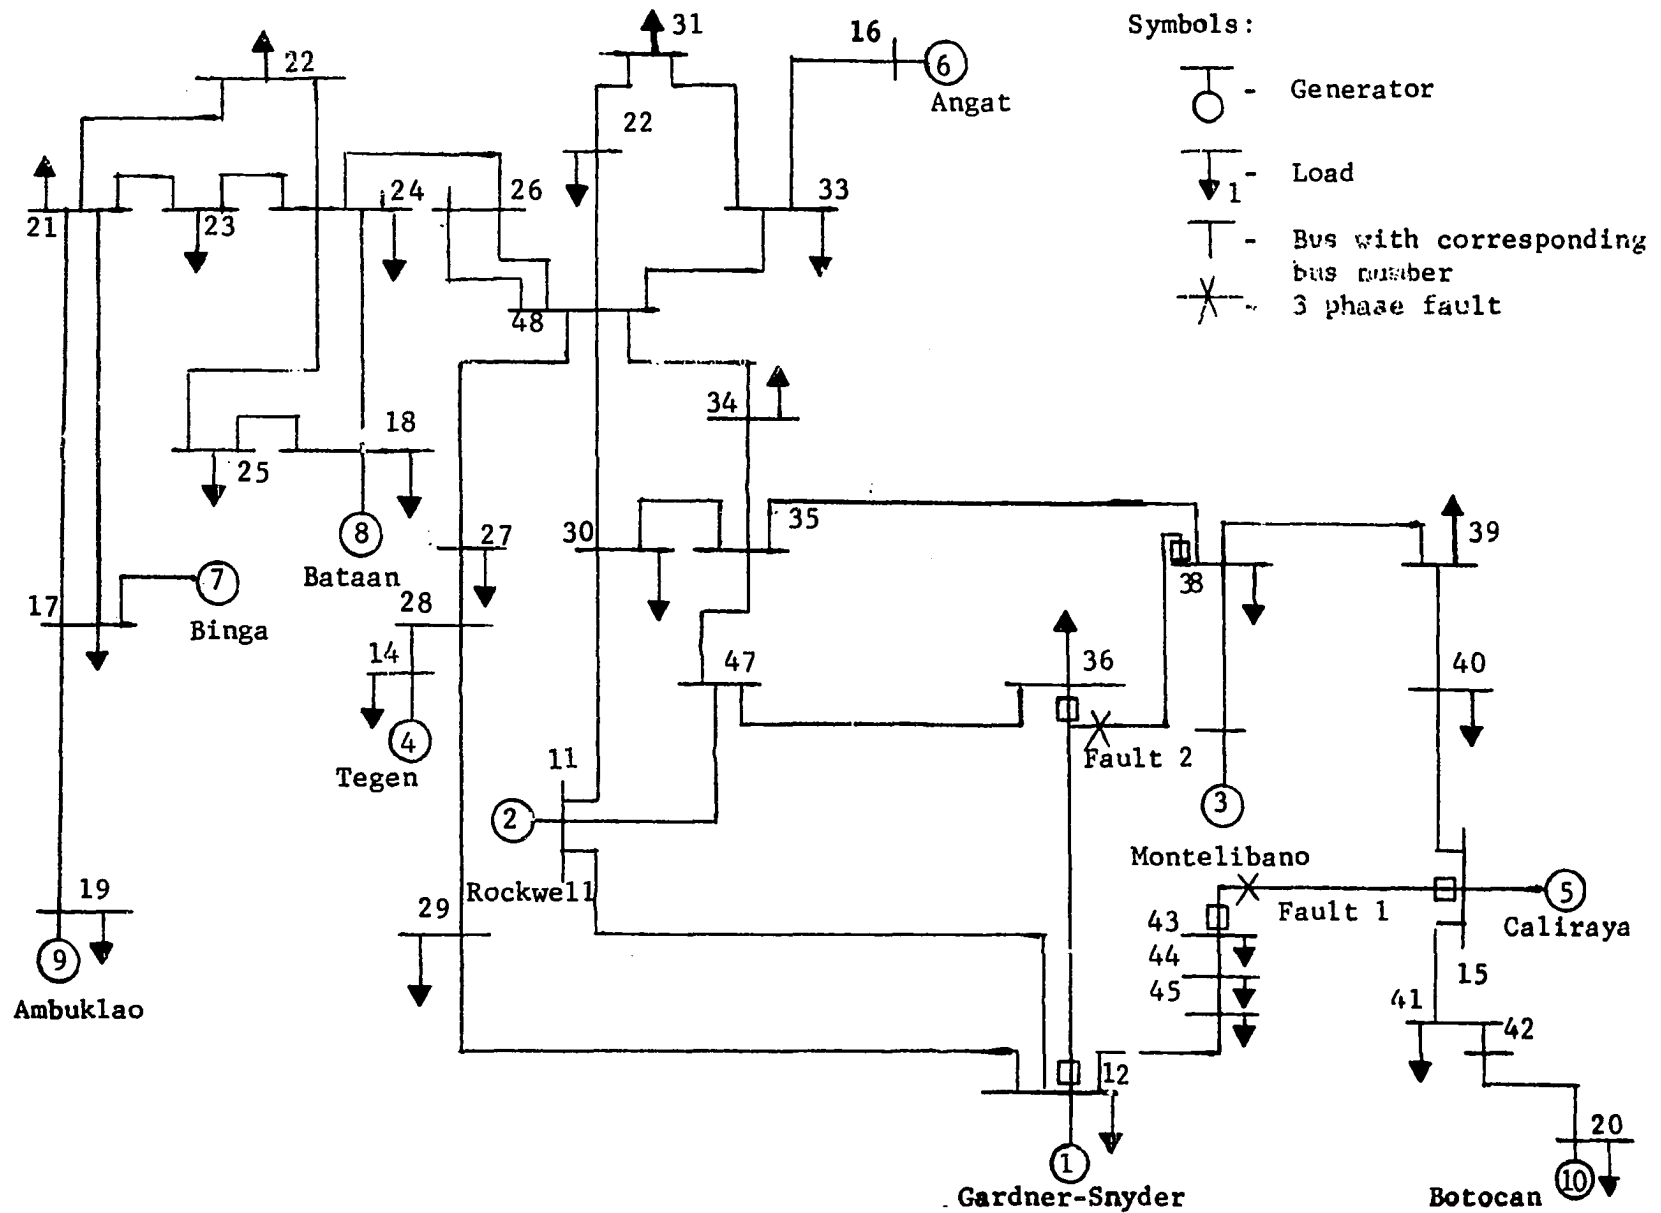 31
16
Symbols:
22
6
Angat
Generator
22
Load
1
24
26
33
21
23
Bus with corresponding
bus number
3 phase fault
48
34
18
25
35
39
27
30
8
Bataan
38
7
28
17
Binga
14
47
36
40
4
Fault 2
11
Tegen
2
3
Montelibano
Rockwell
19
29
5
43
Fault 1
Caliraya
44
9
15
45
41
Ambuklao
42
12
20
1
10
Gardner-Snyder
Botocan